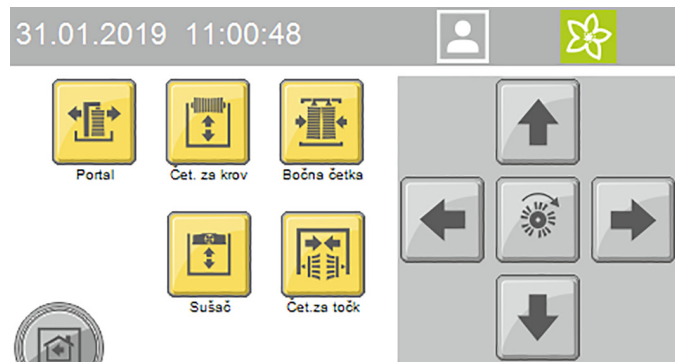 31.01.2019 11:00:48
Portal
Čet. za krov
Bočna četka
Sušač
Čet.za točk